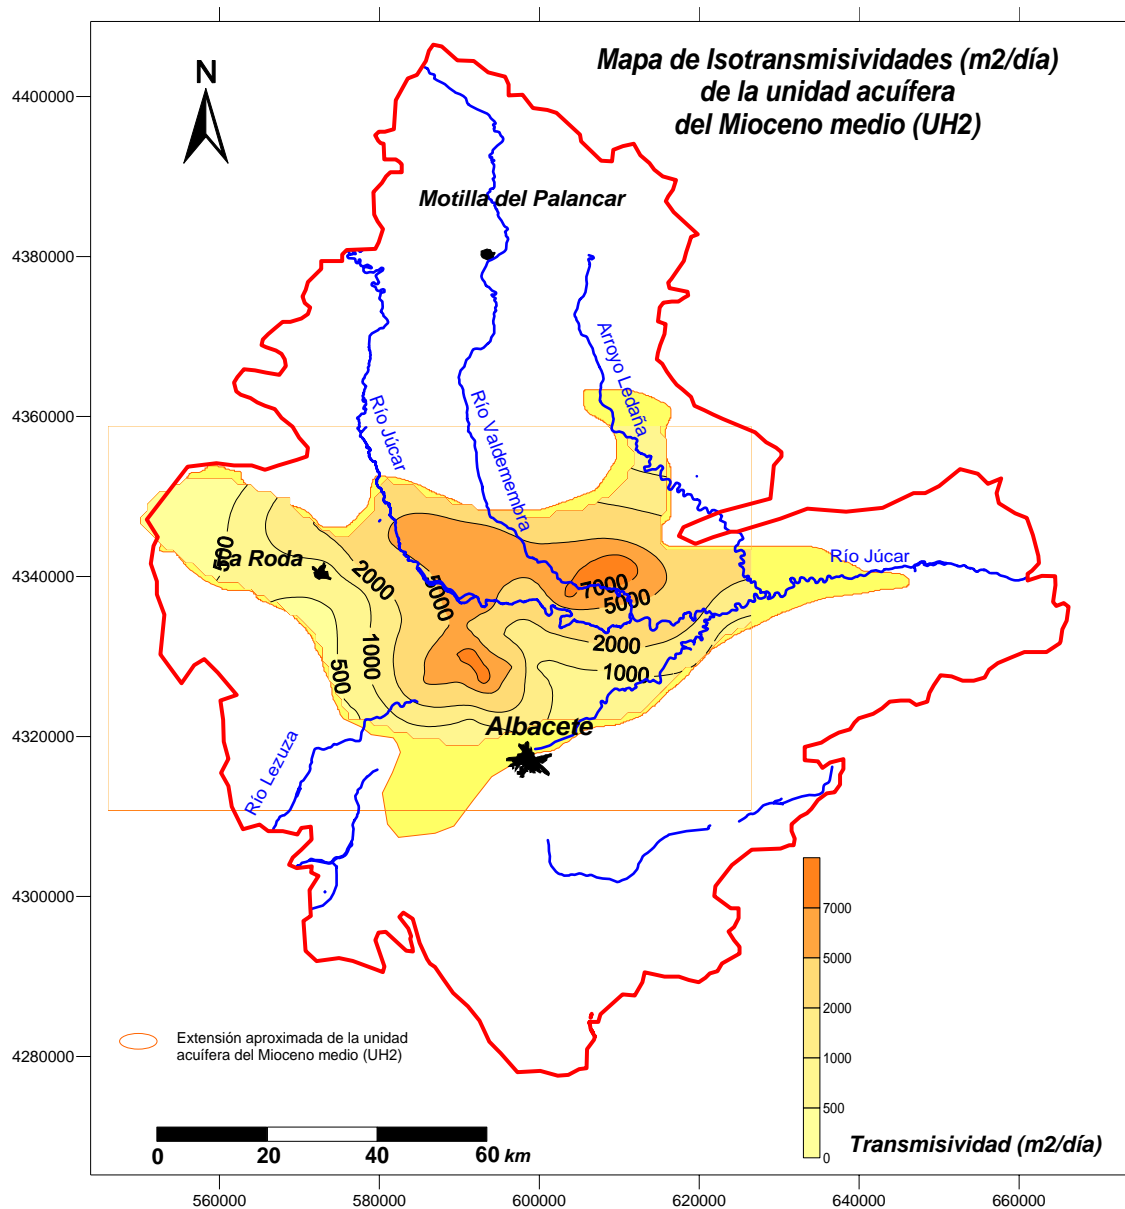 Mapa de Isotransmisividades (m2/día)
de la unidad acuífera
del Mioceno medio (UH2)
N
4400000
4380000
4360000
4340000
4320000
4300000
4280000
Motilla del Palancar
Arroyo Ledaña
Río Júcar
Río Valdemembra
Río Júcar
500
La Roda
2000
5000
7000
5000
2000
1000
1000
500
Albacete
Río Lezuza
7000
5000
2000
1000
500
0
Transmisividad (m2/día)
Extensión aproximada de la unidad
acuífera del Mioceno medio (UH2)
0 20 40 60 km
560000 580000 600000 620000 640000 660000